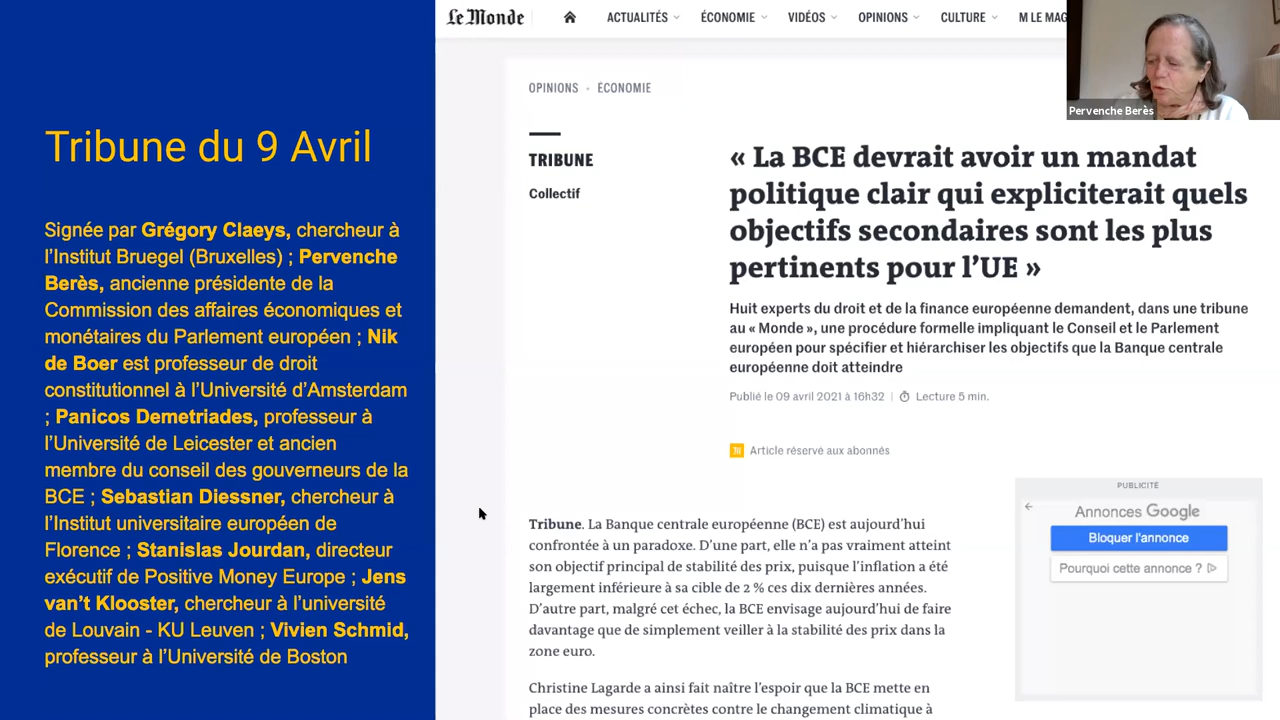 Tribune du 9 Avril
Signée par Grégory Claeys, chercheur à
l’Institut Bruegel (Bruxelles) ; Pervenche
Berès, ancienne présidente de la
Commission des affaires économiques et
monétaires du Parlement européen ; Nik
de Boer est professeur de droit
constitutionnel à l’Université d’Amsterdam
; Panicos Demetriades, professeur à
l’Université de Leicester et ancien
membre du conseil des gouverneurs de la
BCE ; Sebastian Diessner, chercheur à
l’Institut universitaire européen de
Florence ; Stanislas Jourdan, directeur
exécutif de Positive Money Europe ; Jens
van’t Klooster, chercheur à l’université
de Louvain - KU Leuven ; Vivien Schmid,
professeur à l’Université de Boston
Le Monde
ACTUALITÉS ÉCONOMIE VIDÉOS OPINIONS CULTURE M LE MAG
Pervenche Berès
OPINIONS · ÉCONOMIE
TRIBUNE
Collectif
« La BCE devrait avoir un mandat
politique clair qui expliciterait quels
objectifs secondaires sont les plus
pertinents pour l’UE »
Huit experts du droit et de la finance européenne demandent, dans une tribune
au « Monde », une procédure formelle impliquant le Conseil et le Parlement
européen pour spécifier et hiérarchiser les objectifs que la Banque centrale
européenne doit atteindre
Publié le 09 avril 2021 à 16h32 | Lecture 5 min.
Article réservé aux abonnés
Tribune. La Banque centrale européenne (BCE) est aujourd’hui
confrontée à un paradoxe. D’une part, elle n’a pas vraiment atteint
son objectif principal de stabilité des prix, puisque l’inflation a été
largement inférieure à sa cible de 2 % ces dix dernières années.
D’autre part, malgré cet échec, la BCE envisage aujourd’hui de faire
davantage que de simplement veiller à la stabilité des prix dans la
zone euro.
Christine Lagarde a ainsi fait naître l’espoir que la BCE mette en
place des mesures concrètes contre le changement climatique à
PUBLICITÉ
Annonces Google
Bloquer l’annonce
Pourquoi cette annonce ?